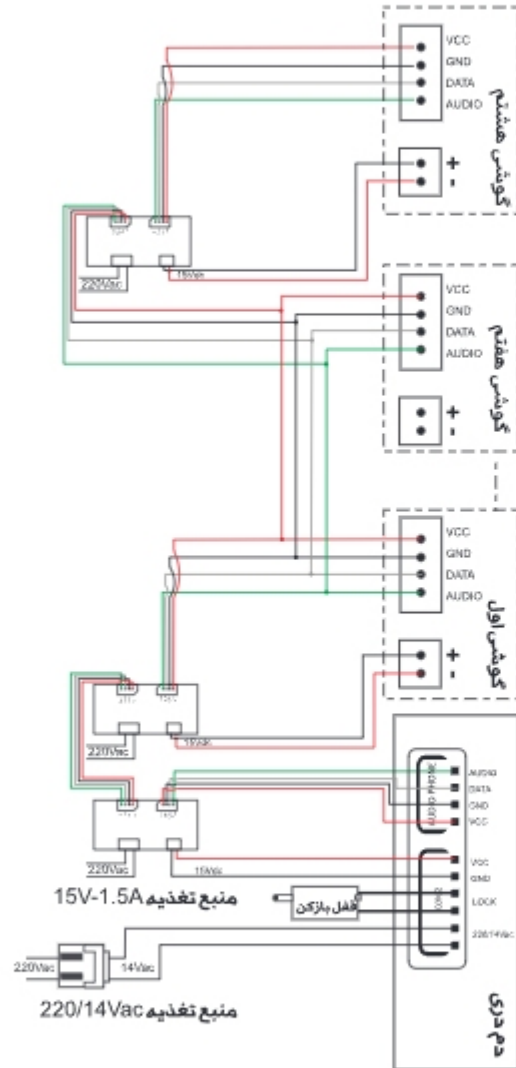 VCC
GND
DATA
AUDIO
گوشی هشتم
+
-
220Vac
15Vdc
VCC
GND
DATA
AUDIO
گوشی هفتم
+
-
VCC
GND
DATA
AUDIO
گوشی اول
+
-
220Vac
15Vdc
AUDIO
DATA
GND
VCC
AUDIO PHONE
220Vac
15Vdc
VCC
GND
LOCK
220/14Vac
منبع تغذیه 15V-1.5A
قفل بازکن
220Vac
14Vac
منبع تغذیه 220/14Vac
دم دری